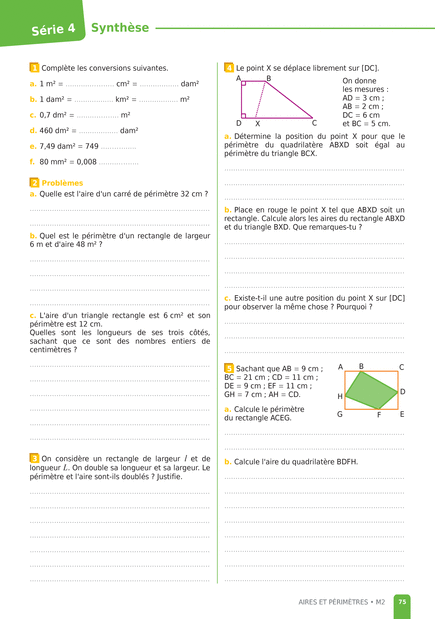 Série 4
Synthèse
1 Complète les conversions suivantes.
a. 1 m² = ........................ cm² = ................... dam²
b. 1 dam² = ................... km² = ................... m²
c. 0,7 dm² = .................... m²
d. 460 dm² = ................... dam²
e. 7,49 dam² = 749 .................
f. 80 mm² = 0,008 ...................
2 Problèmes
a. Quelle est l'aire d'un carré de périmètre 32 cm ?
b. Quel est le périmètre d'un rectangle de largeur
6 m et d'aire 48 m² ?
c. L'aire d'un triangle rectangle est 6 cm² et son
périmètre est 12 cm.
Quelles sont les longueurs de ses trois côtés,
sachant que ce sont des nombres entiers de
centimètres ?
3 On considère un rectangle de largeur l et de
longueur L. On double sa longueur et sa largeur. Le
périmètre et l'aire sont-ils doublés ? Justifie.
4 Le point X se déplace librement sur [DC].
A B
D X C
On donne
les mesures :
AD = 3 cm ;
AB = 2 cm ;
DC = 6 cm
et BC = 5 cm.
a. Détermine la position du point X pour que le
périmètre du quadrilatère ABXD soit égal au
périmètre du triangle BCX.
b. Place en rouge le point X tel que ABXD soit un
rectangle. Calcule alors les aires du rectangle ABXD
et du triangle BXD. Que remarques-tu ?
c. Existe-t-il une autre position du point X sur [DC]
pour observer la même chose ? Pourquoi ?
5 Sachant que AB = 9 cm ;
BC = 21 cm ; CD = 11 cm ;
DE = 9 cm ; EF = 11 cm ;
GH = 7 cm ; AH = CD.
a. Calcule le périmètre
du rectangle ACEG.
A B C
D
H
G F E
b. Calcule l'aire du quadrilatère BDFH.
AIRES ET PÉRIMÈTRES • M2
75